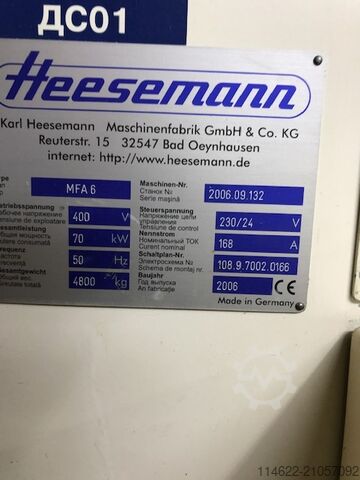 ДС01
Heesemann
Karl Heesemann Maschinenfabrik GmbH & Co. KG
Reuterstr. 15 32547 Bad Oeynhausen
internet: http://www.heesemann.de
MFA 6
Maschinen-Nr. 2006.09.132
Станок №
Serie maşină
400 V
Steuerspannung 230/24 V
Напряжение цепи
управления
Tensiune de control
70 kW
Nennstrom 168 A
Номинальный ТОК
Curent nominal
50 Hz
Schaltplan-Nr. 108.9.7002.0166
Электросхема №
Schema de montaj nr.
4800 kg
Baujahr 2006 CE
Год выпуска
An fabricație
Made in Germany
114622-21057092